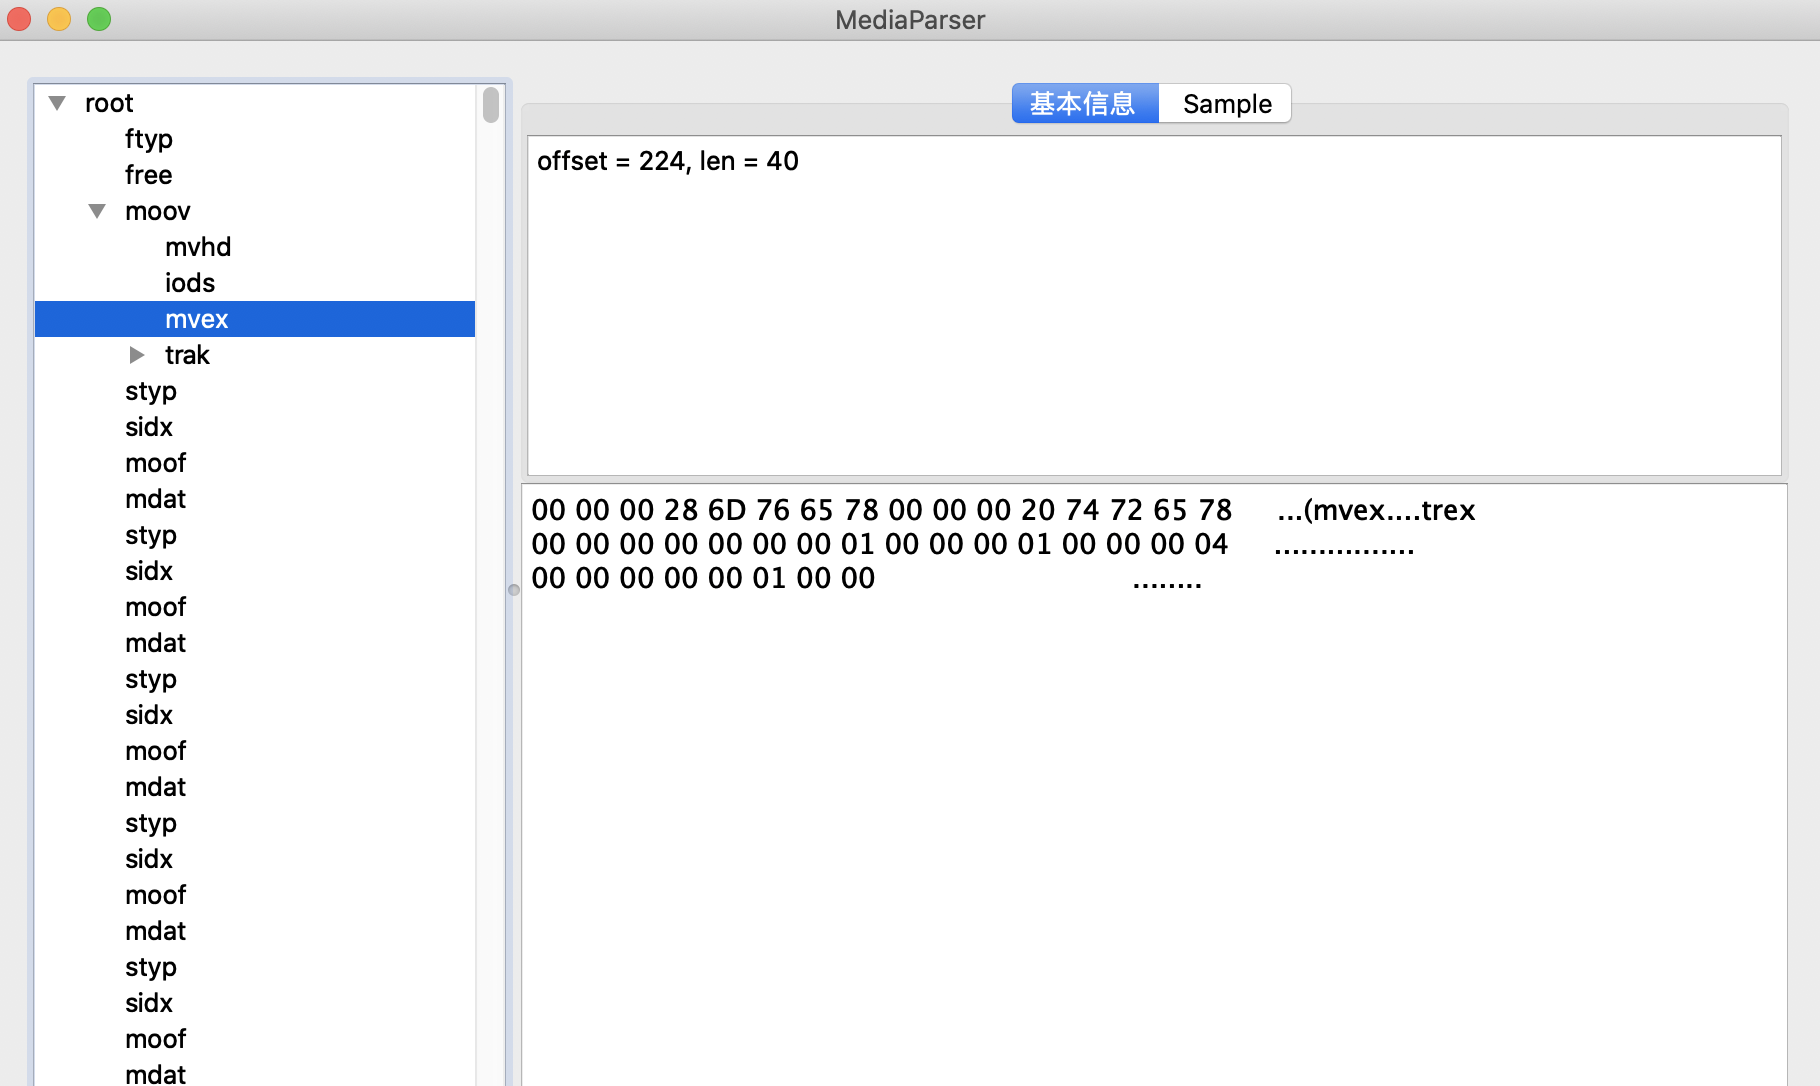 MediaParser
root
ftyp
free
moov
mvhd
iods
mvex
trak
styp
sidx
moof
mdat
styp
sidx
moof
mdat
styp
sidx
moof
mdat
styp
sidx
moof
mdat
styp
sidx
moof
mdat
基本信息 Sample
offset = 224, len = 40
00 00 00 28 6D 76 65 78 00 00 00 20 74 72 65 78 ...(mvex....trex
00 00 00 00 00 00 00 01 00 00 00 01 00 00 00 04 ................
00 00 00 00 00 01 00 00 ........